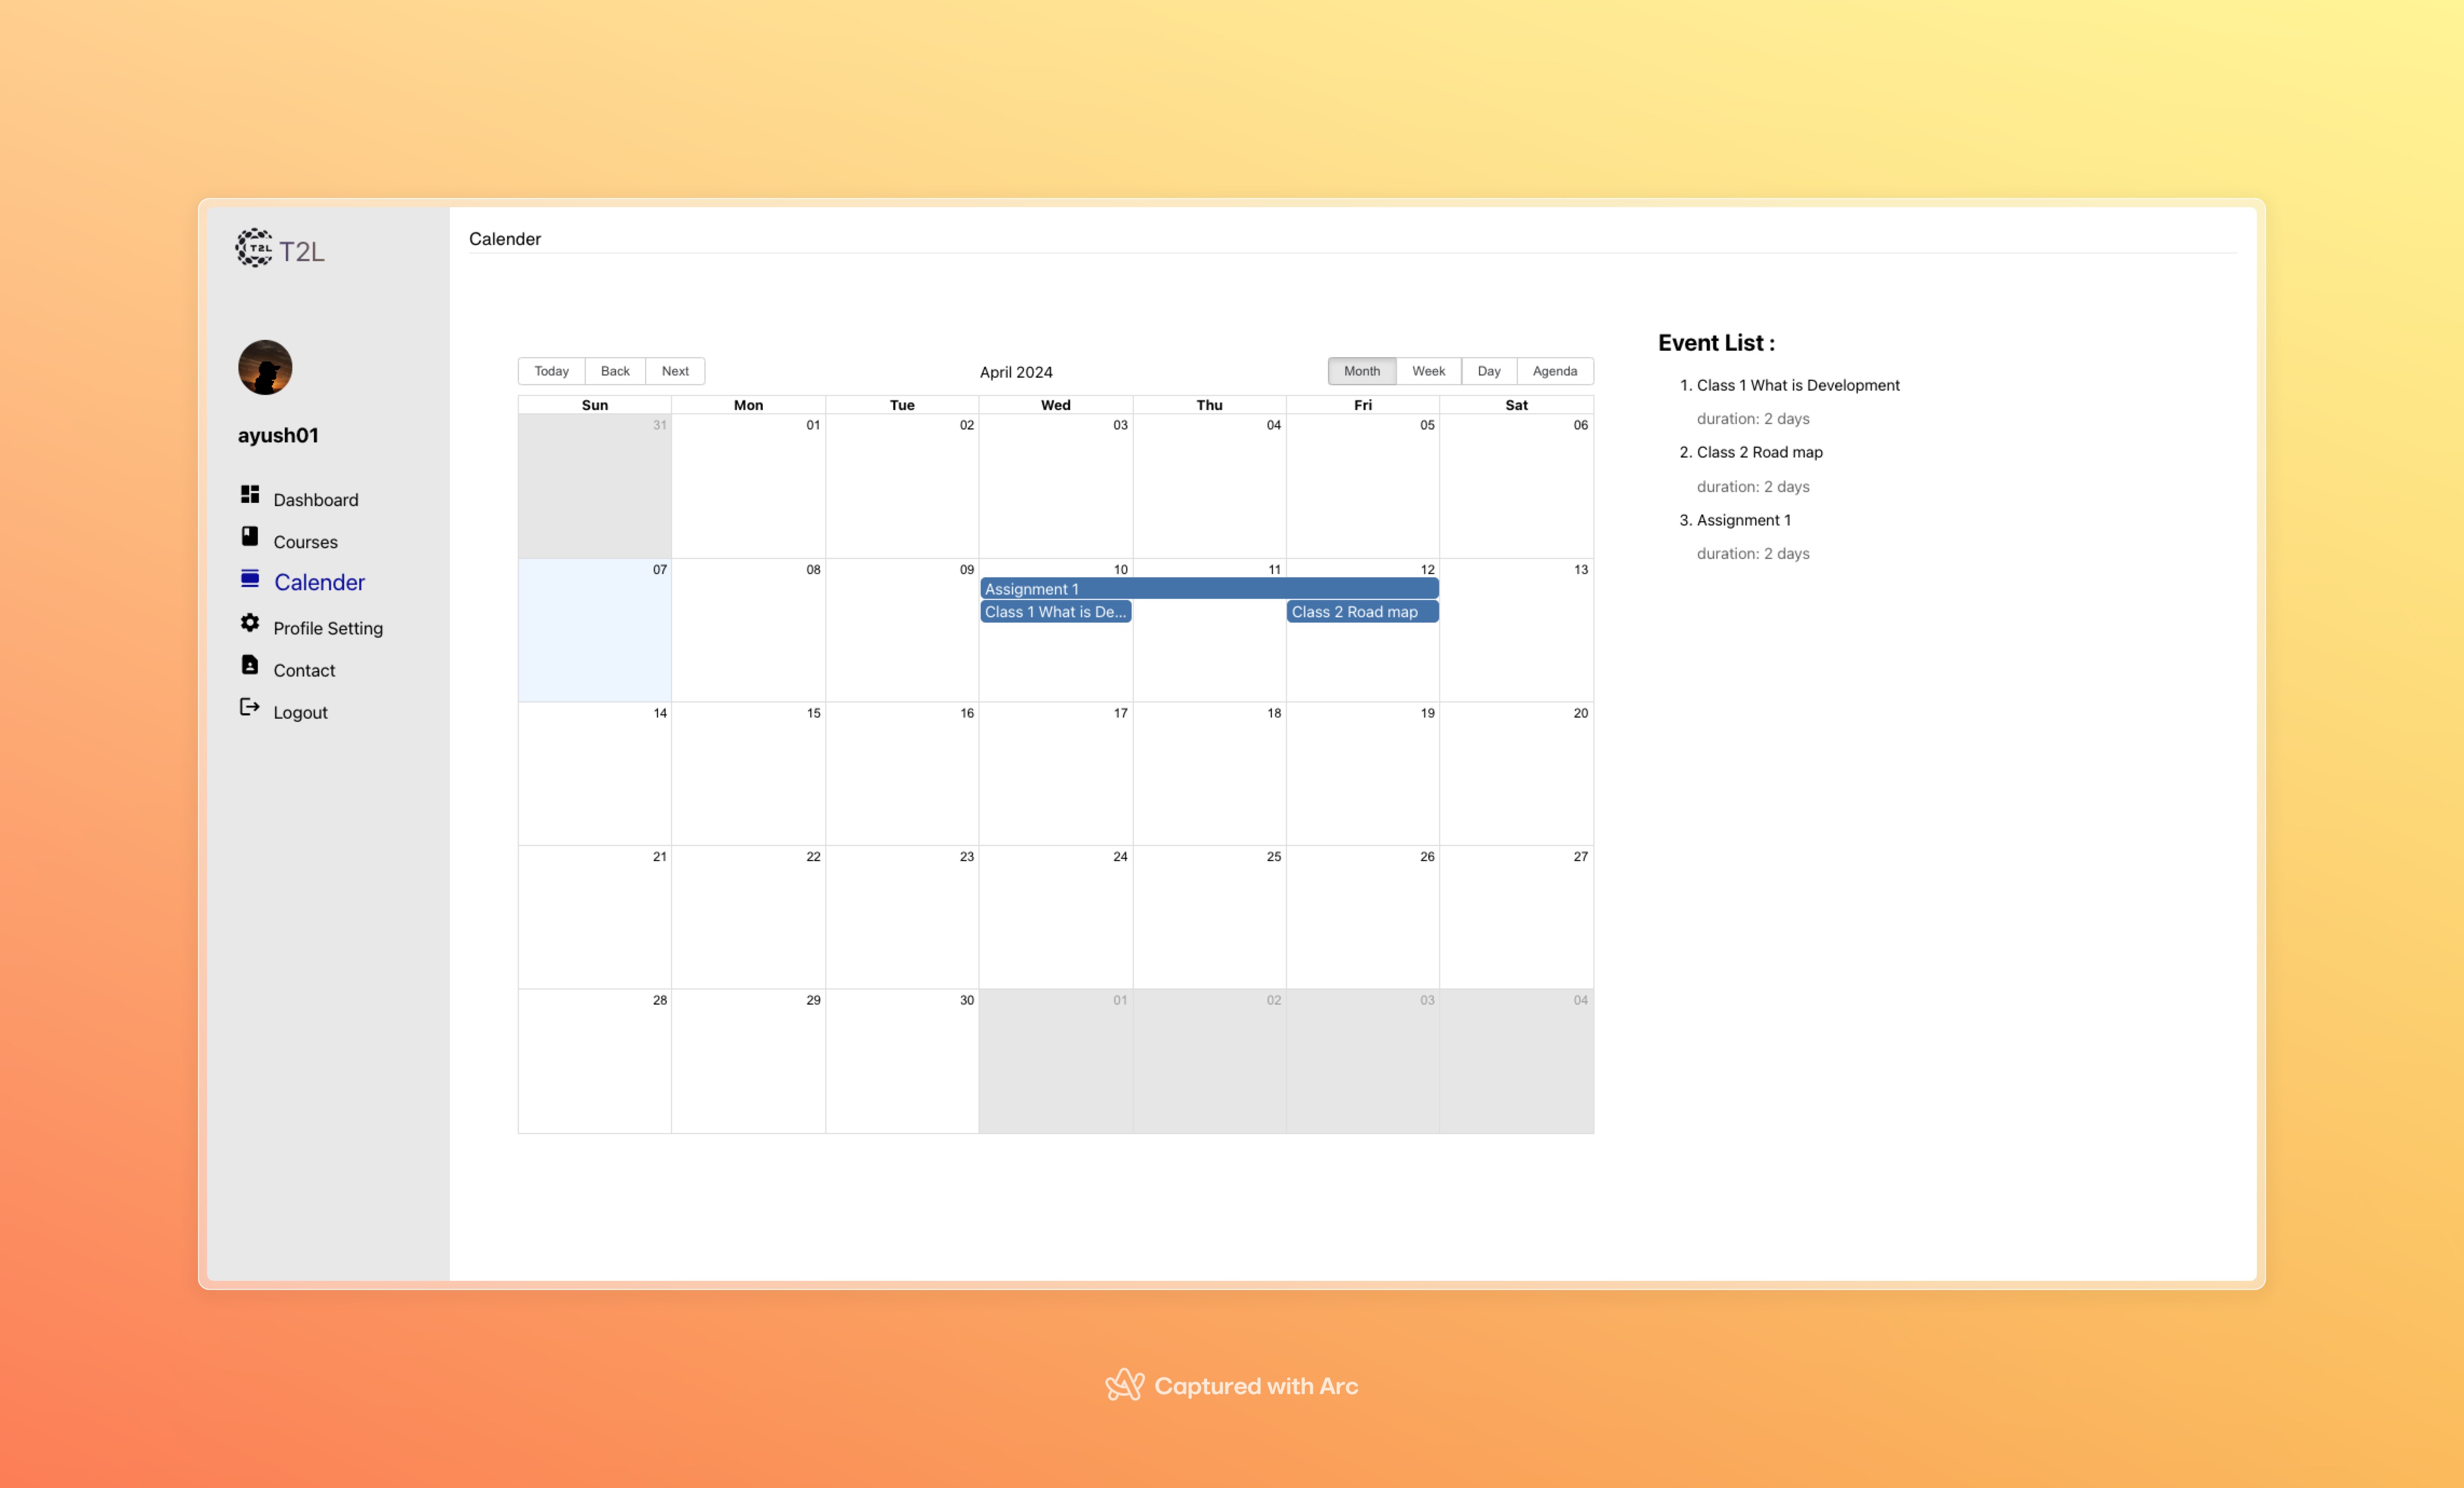 T2L T2L
ayush01
Dashboard
Courses
Calender
Profile Setting
Contact
Logout
Calender
Today Back Next
April 2024
Month Week Day Agenda
Sun Mon Tue Wed Thu Fri Sat
31 01 02 03 04 05 06
07 08 09 10 11 12 13
Assignment 1
Class 1 What is De... Class 2 Road map
14 15 16 17 18 19 20
21 22 23 24 25 26 27
28 29 30 01 02 03 04
Event List :
1. Class 1 What is Development
duration: 2 days
2. Class 2 Road map
duration: 2 days
3. Assignment 1
duration: 2 days
Captured with Arc